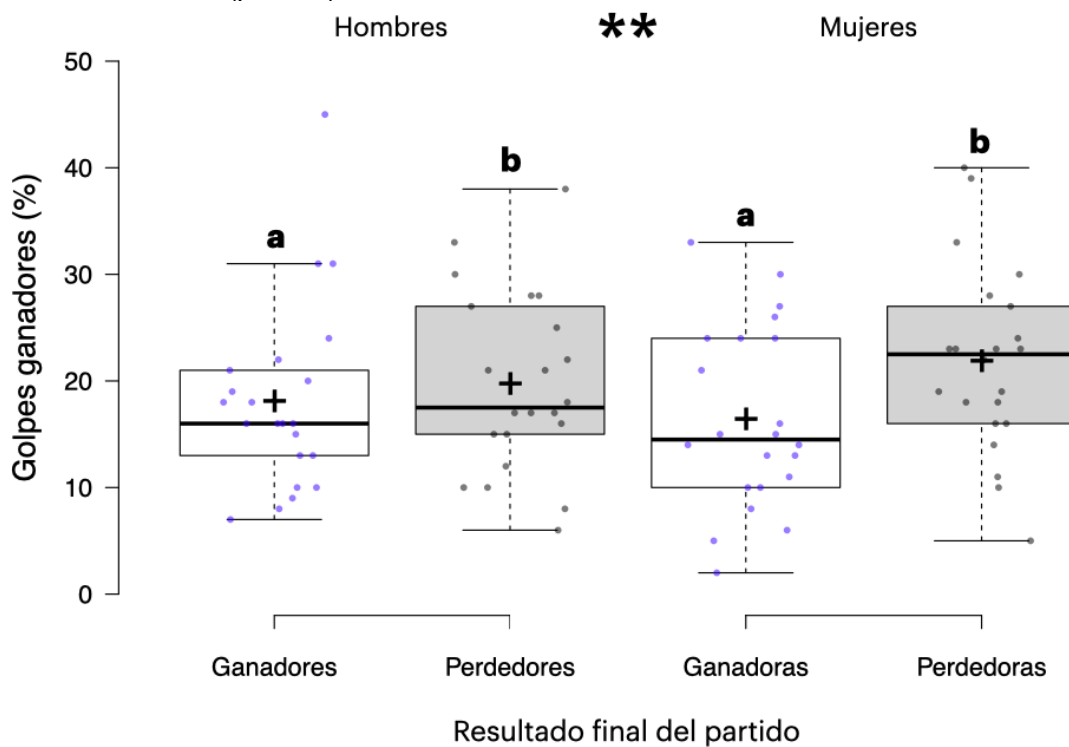 Hombres ** Mujeres
Golpes ganadores (%)
50
40
30
20
10
0
a
b
a
b
Ganadores Perdedores Ganadoras Perdedoras
Resultado final del partido